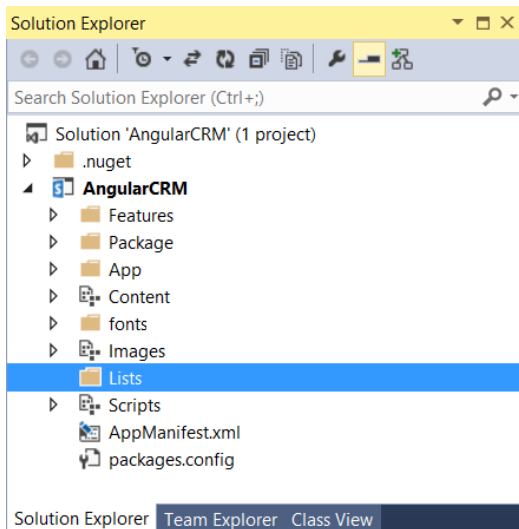 Solution Explorer
Search Solution Explorer (Ctrl+;)
Solution 'AngularCRM' (1 project)
.nuget
AngularCRM
Features
Package
App
Content
fonts
Images
Lists
Scripts
AppManifest.xml
packages.config
Solution Explorer Team Explorer Class View